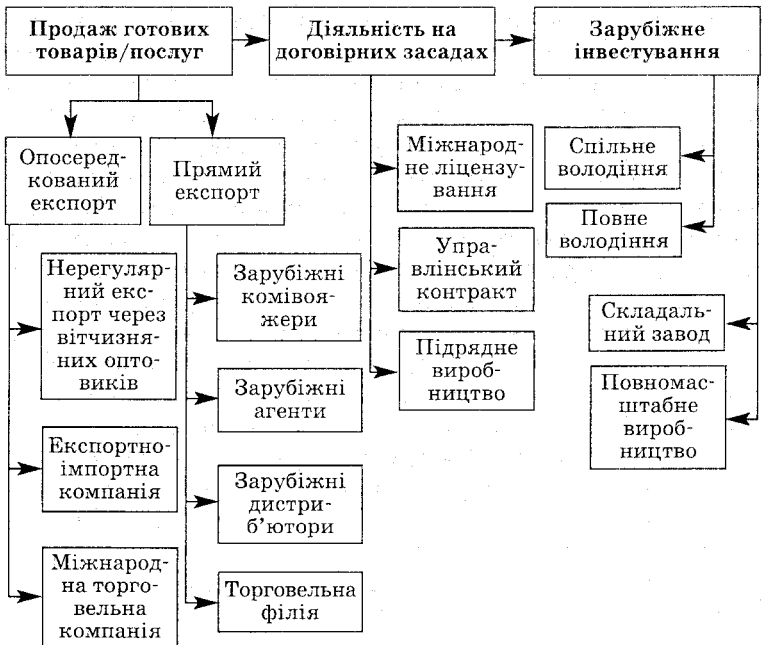 Продаж готових
товарів/послуг
Діяльність на
договірних засадах
Зарубіжне
інвестування
Опосеред-
кований
експорт
Прямий
експорт
Нерегуляр-
ний екс-
порт через
вітчизня-
них опто-
виків
Експортно-
імпортна
компанія
Міжнарод-
на торго-
вельна
компанія
Зарубіжні
комівоя-
жери
Зарубіжні
агенти
Зарубіжні
дистри-
б’ютори
Торговельна
філія
Міжнарод-
не ліцензу-
вання
Упра-
влінський
контракт
Підрядне
вироб-
ництво
Спільне
володіння
Повне
володіння
Складаль-
ний завод
Повномас-
штабне
вироб-
ництво